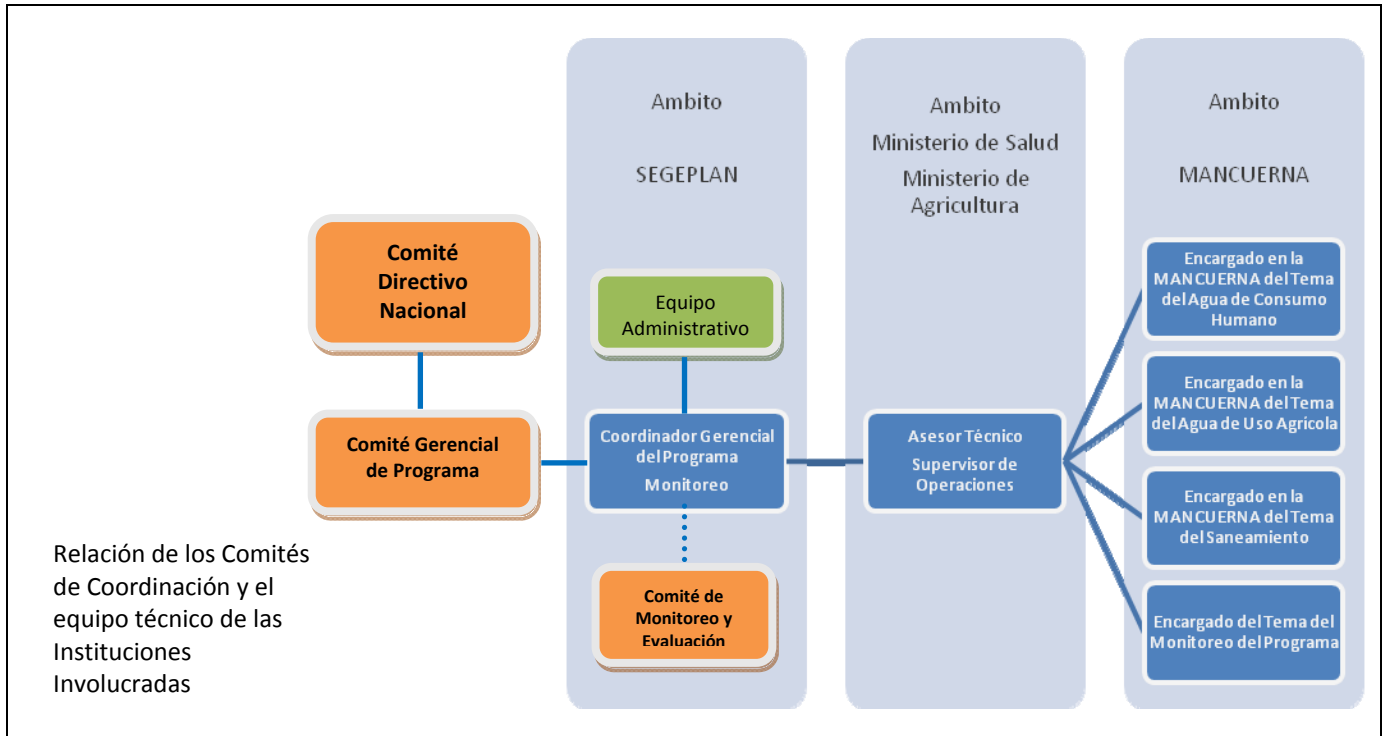 Ambito
SEGEPLAN
Ambito
Ministerio de Salud
Ministerio de
Agricultura
Ambito
MANCUERNA
Comité
Directivo
Nacional
Comité Gerencial
de Programa
Equipo
Administrativo
Coordinador Gerencial
del Programa
Monitoreo
Comité de
Monitoreo y
Evaluación
Asesor Técnico
Supervisor de
Operaciones
Encargado en la
MANCUERNA del Tema
del Agua de Consumo
Humano
Encargado en la
MANCUERNA del Tema
del Agua de Uso Agricola
Encargado en la
MANCUERNA del Tema
del Saneamiento
Encargado del Tema del
Monitoreo del Programa
Relación de los Comités
de Coordinación y el
equipo técnico de las
Instituciones
Involucradas